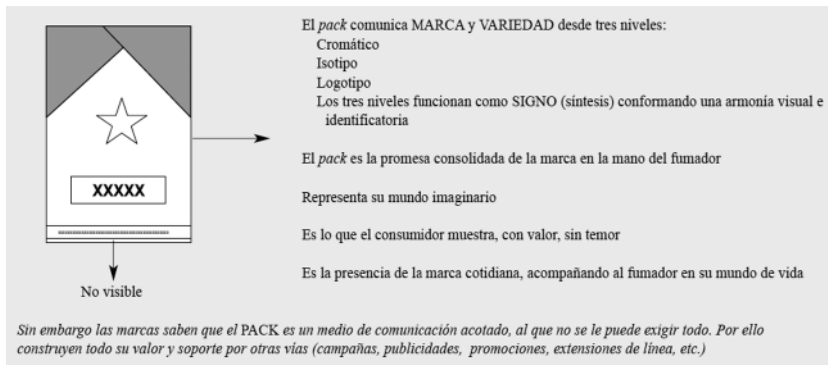 El pack comunica MARCA y VARIEDAD desde tres niveles:
Cromático
Isotipo
Logotipo
Los tres niveles funcionan como SIGNO (síntesis) conformando una armonía visual e
identificatoria
El pack es la promesa consolidada de la marca en la mano del fumador
Representa su mundo imaginario
XXXXX
Es lo que el consumidor muestra, con valor, sin temor
Es la presencia de la marca cotidiana, acompañando al fumador en su mundo de vida
No visible
Sin embargo las marcas saben que el PACK es un medio de comunicación acotado, al que no se le puede exigir todo. Por ello
construyen todo su valor y soporte por otras vías (campañas, publicidades, promociones, extensiones de línea, etc.)